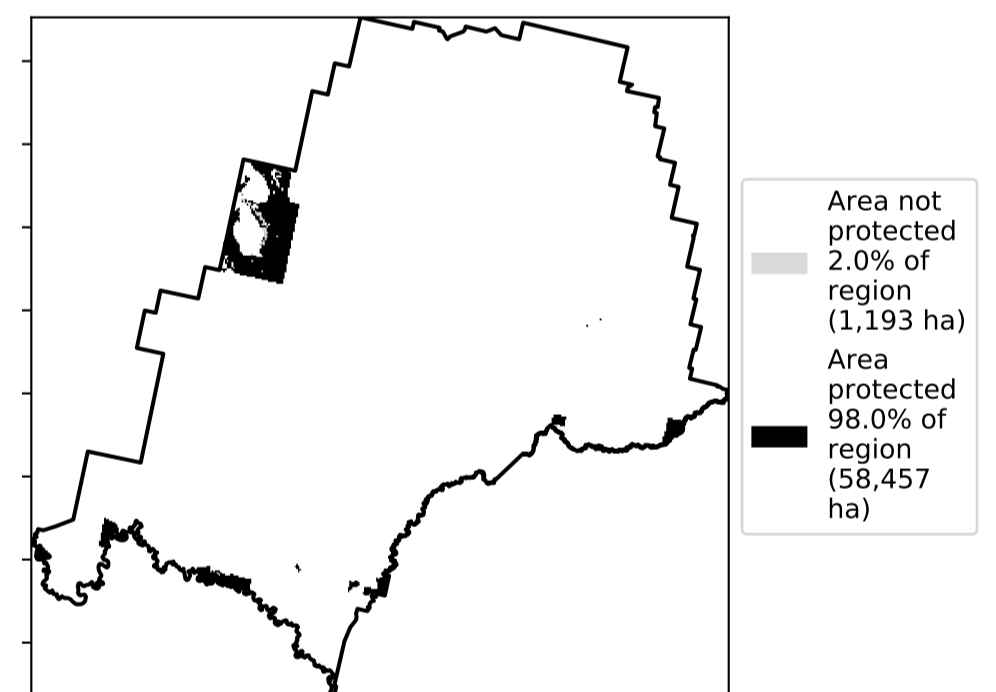 Area not
protected
2.0% of
region
(1,193 ha)
Area
protected
98.0% of
region
(58,457
ha)